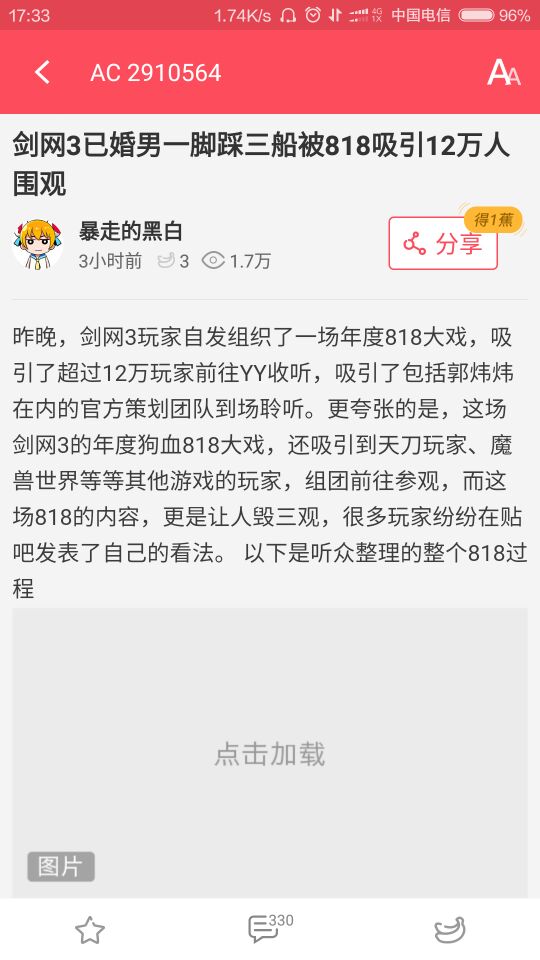 17:33 1.74K/s 4G 1X 中国电信 96%
AC 2910564 AA
剑网3已婚男一脚踩三船被818吸引12万人
围观
暴走的黑白
得1蕉
分享
3小时前 3 1.7万
昨晚，剑网3玩家自发组织了一场年度818大戏，吸
引了超过12万玩家前往YY收听，吸引了包括郭炜炜
在内的官方策划团队到场聆听。更夸张的是，这场
剑网3的年度狗血818大戏，还吸引到天刀玩家、魔
兽世界等等其他游戏的玩家，组团前往参观，而这
场818的内容，更是让人毁三观，很多玩家纷纷在贴
吧发表了自己的看法。 以下是听众整理的整个818过
程
点击加载
图片
330